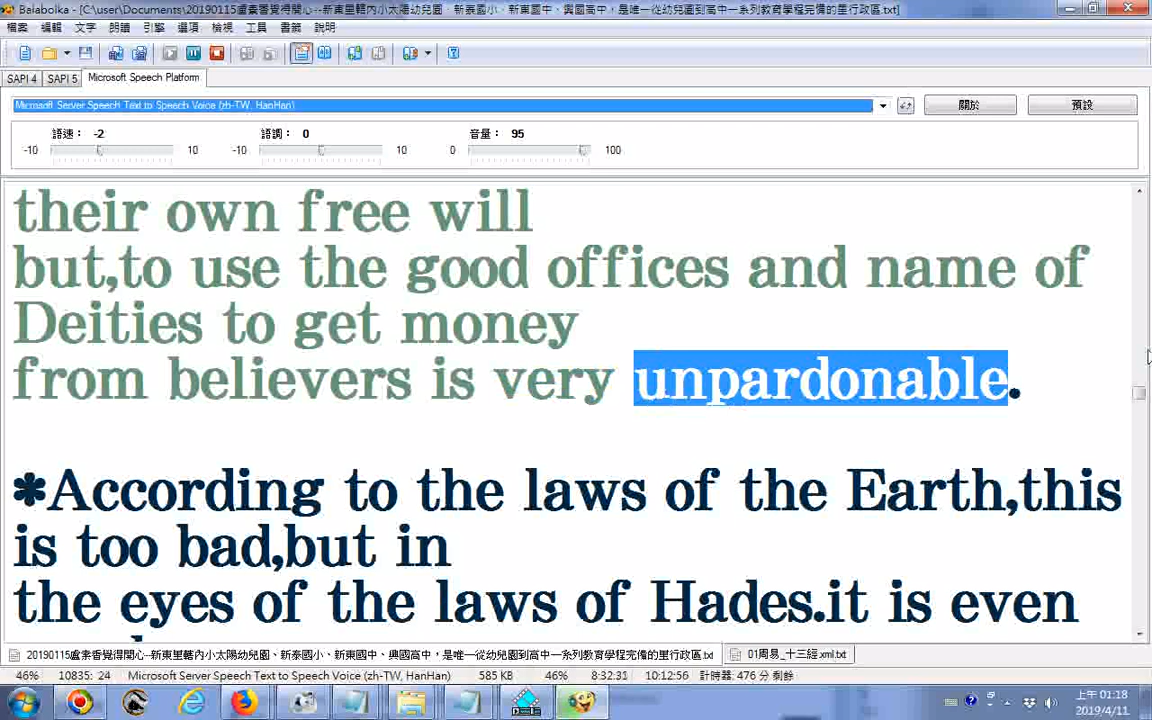 Balabolka - [C:\user\Documents\20190115盧素香覺得開心--新東里轄內小太陽幼兒園、新泰國小、新東國中、興國高中，是唯一從幼兒園到高中一系列教育學程完備的里行政區.txt]
檔案 編輯 文字 朗讀 引擎 選項 檢視 工具 書籤 說明
SAPI 4 SAPI 5 Microsoft Speech Platform
Microsoft Server Speech Text to Speech Voice (zh-TW, HanHan)
關於 預設
語速： -2 語調： 0 音量： 95
-10 10 -10 10 0 100
their own free will
but,to use the good offices and name of
Deities to get money
from believers is very unpardonable.
*According to the laws of the Earth,this
is too bad,but in
the eyes of the laws of Hades.it is even
20190115盧素香覺得開心--新東里轄內小太陽幼兒園、新泰國小、新東國中、興國高中，是唯一從幼兒園到高中一系列教育學程完備的里行政區.txt 01周易_十三經.xml.txt
46% 10835: 24 Microsoft Server Speech Text to Speech Voice (zh-TW, HanHan) 585 KB 46% 8:32:31 10:12:56 計時器: 476 分 剩餘
上午 01:18
2019/4/11